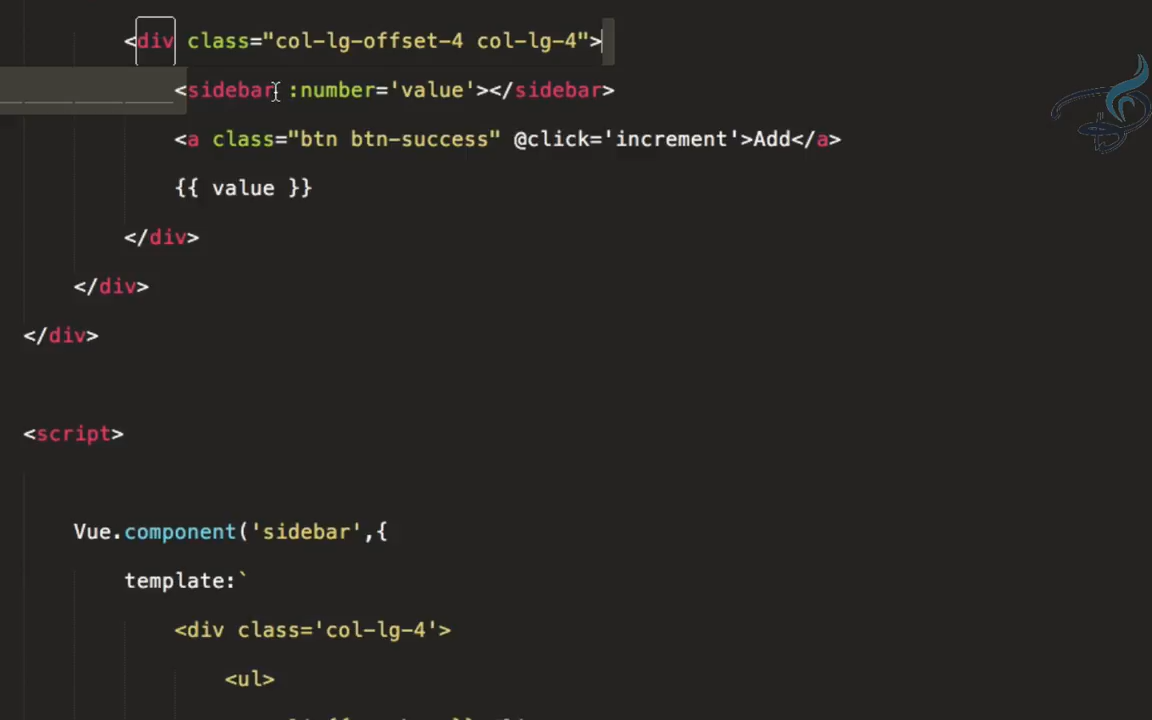 <div class="col-lg-offset-4 col-lg-4">
<sidebar :number='value'></sidebar>
<a class="btn btn-success" @click='increment'>Add</a>
{{ value }}
</div>
</div>
</div>
<script>
Vue.component('sidebar',{
template:`
<div class='col-lg-4'>
<ul>